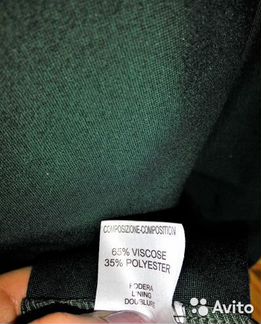 COMPOSIZIONE-COMPOSITION
65% VISCOSE
35% POLYESTER
FODERA
LINING
DOUBLURE
Avito